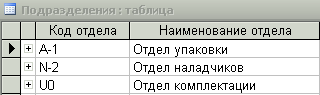 Подразделения : таблица
Код отдела Наименование отдела
А-1 Отдел упаковки
N-2 Отдел наладчиков
U0 Отдел комплектации